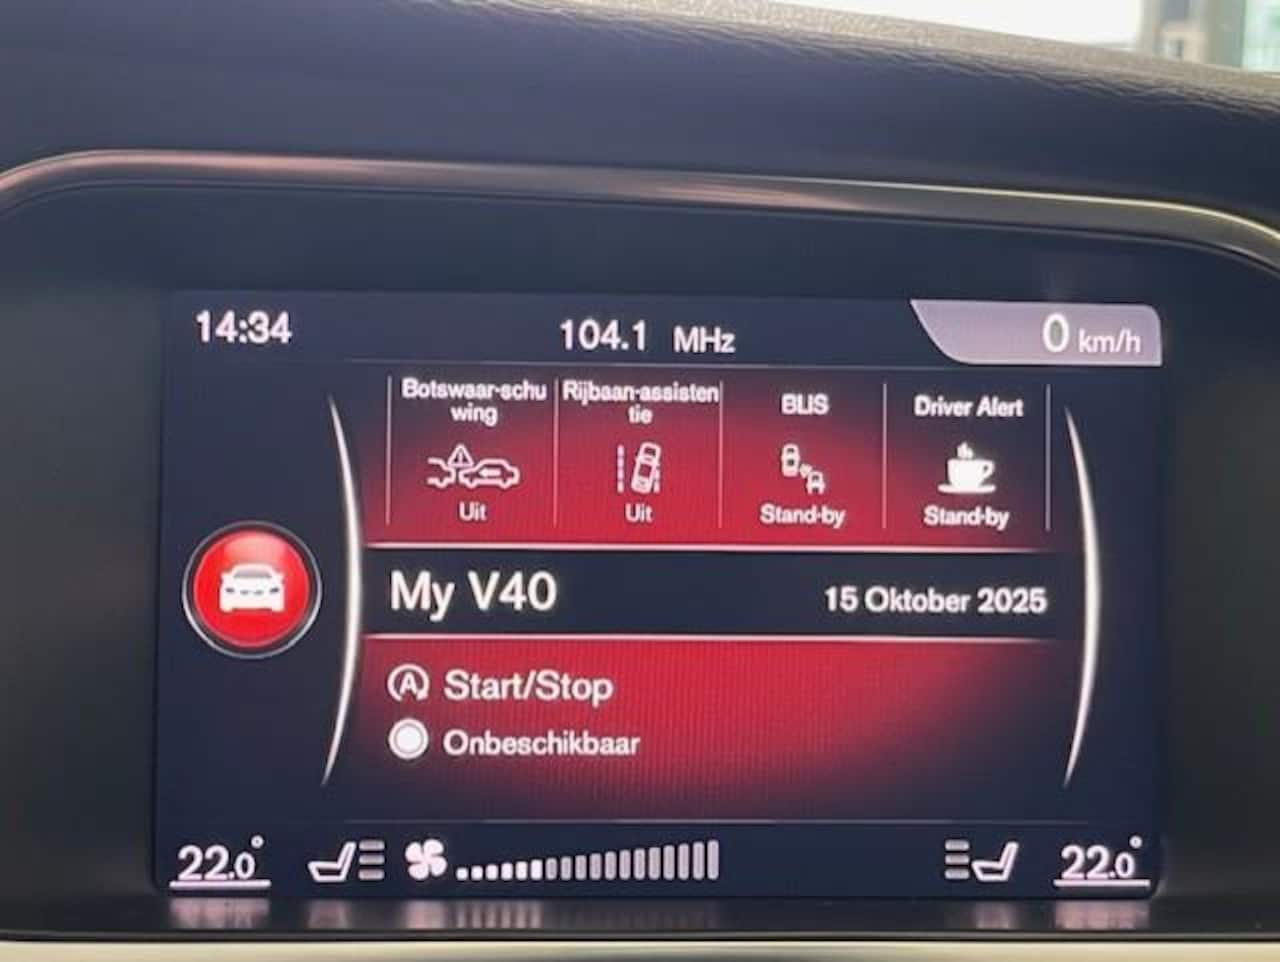 14:34 104.1 MHz 0 km/h
Botswaar-schu
wing
Rijbaan-assisten
tie
BLIS
Driver Alert
Uit
Uit
Stand-by
Stand-by
My V40 15 Oktober 2025
A Start/Stop
Onbeschikbaar
22.0° 22.0°